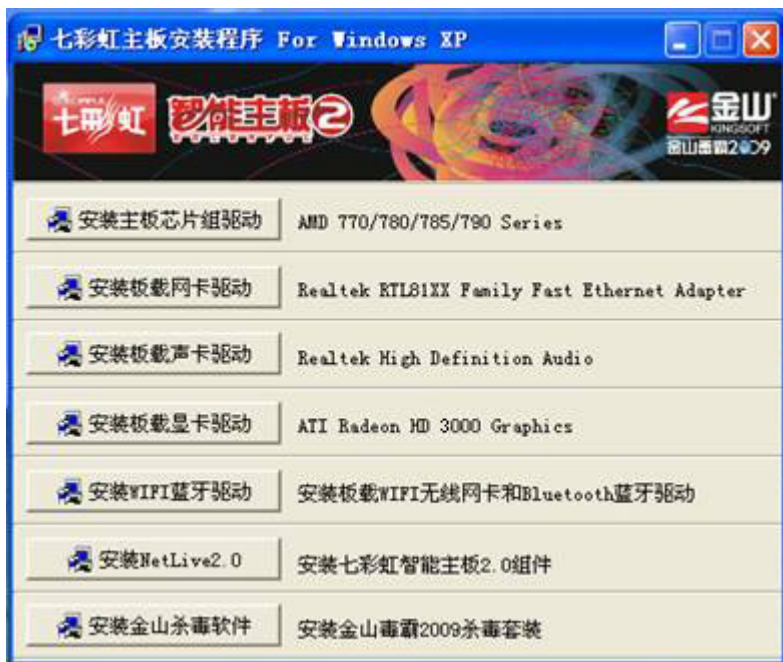 七彩虹主板安装程序 For Windows XP
七彩虹 智能主板2 金山
KINGSOFT
金山毒霸2009
安装主板芯片组驱动 AMD 770/780/785/790 Series
安装板载网卡驱动 Realtek RTL81XX Family Fast Ethernet Adapter
安装板载声卡驱动 Realtek High Definition Audio
安装板载显卡驱动 ATI Radeon HD 3000 Graphics
安装WIFI蓝牙驱动 安装板载WIFI无线网卡和Bluetooth蓝牙驱动
安装NetLive2.0 安装七彩虹智能主板2.0组件
安装金山杀毒软件 安装金山毒霸2009杀毒套装